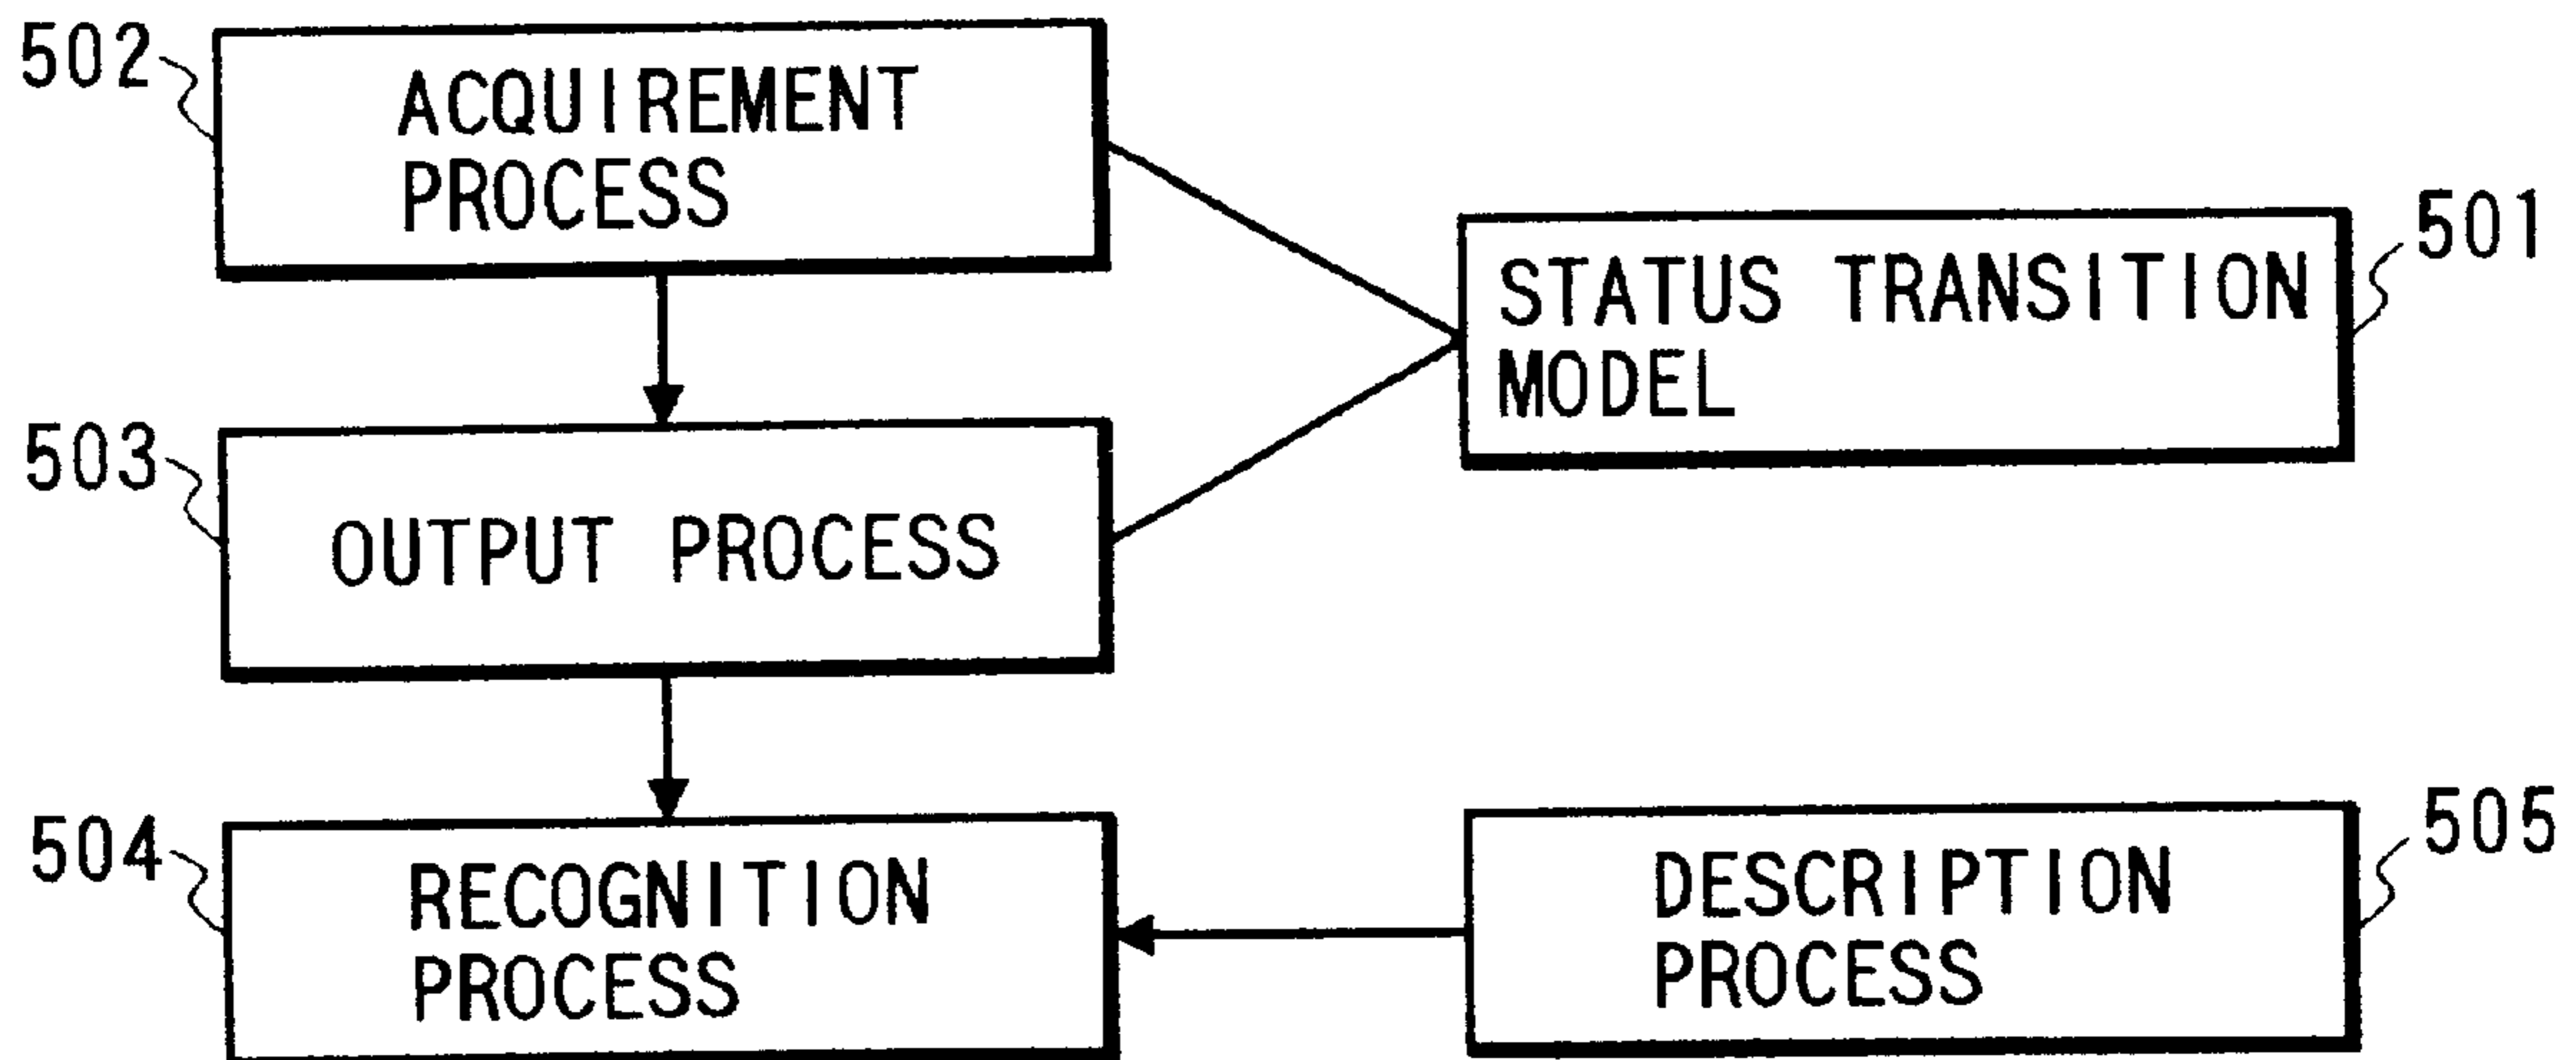 502
ACQUIREMENT
PROCESS
501
STATUS TRANSITION
MODEL
503
OUTPUT PROCESS
504
RECOGNITION
PROCESS
505
DESCRIPTION
PROCESS